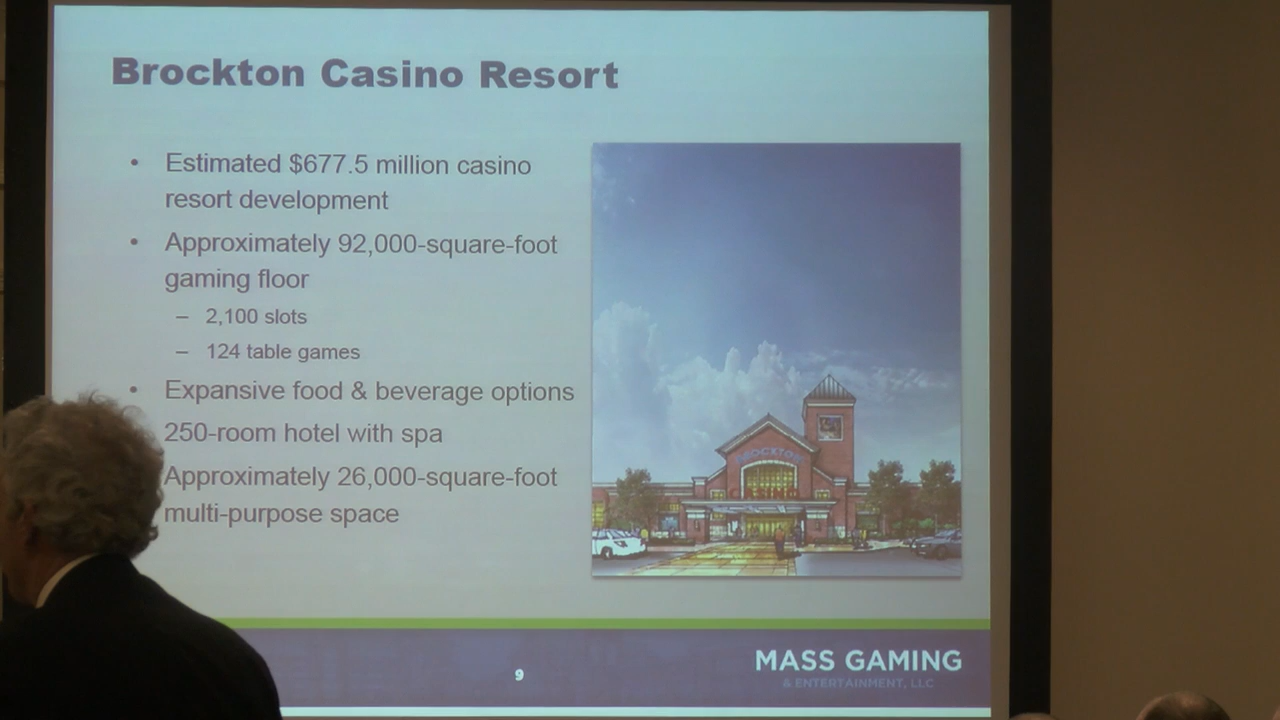 Brockton Casino Resort
• Estimated $677.5 million casino
resort development
• Approximately 92,000-square-foot
gaming floor
– 2,100 slots
– 124 table games
• Expansive food & beverage options
250-room hotel with spa
Approximately 26,000-square-foot
multi-purpose space
BROCKTON
CASINO
9
MASS GAMING
& ENTERTAINMENT, LLC